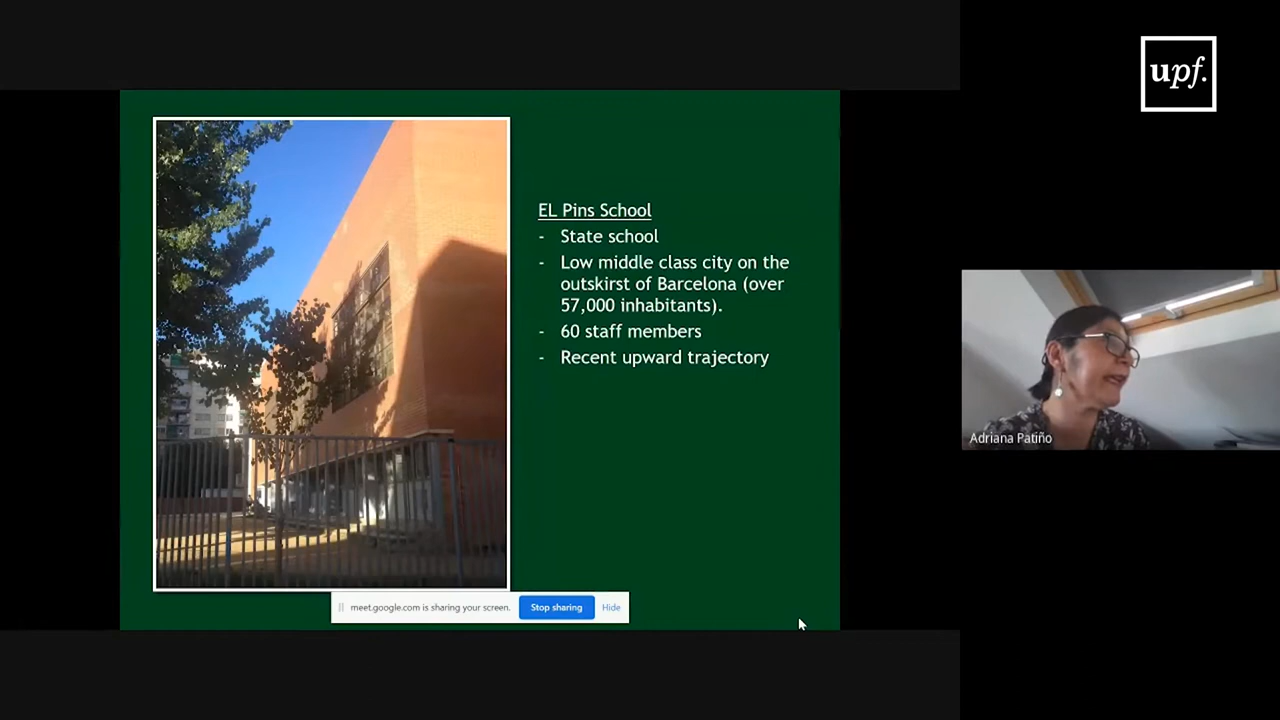 upf.
EL Pins School
- State school
- Low middle class city on the
outskirst of Barcelona (over
57,000 inhabitants).
- 60 staff members
- Recent upward trajectory
Adriana Patiño
meet.google.com is sharing your screen.
Stop sharing
Hide